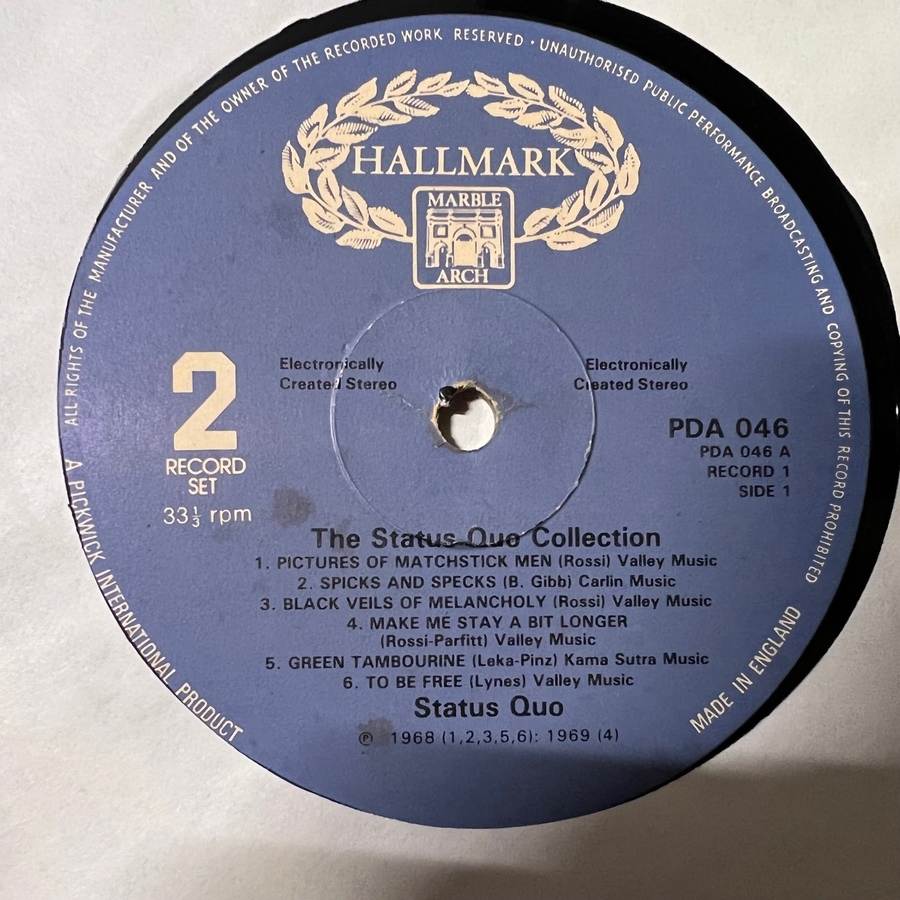 ALL RIGHTS OF THE MANUFACTURER AND OF THE OWNER OF THE RECORDED WORK RESERVED · UNAUTHORISED PUBLIC PERFORMANCE BROADCASTING AND COPYING OF THIS RECORD PROHIBITED
HALLMARK
MARBLE
ARCH
Electronically
Created Stereo
Electronically
Created Stereo
2
RECORD
SET
33⅓ rpm
PDA 046
PDA 046 A
RECORD 1
SIDE 1
The Status Quo Collection
1. PICTURES OF MATCHSTICK MEN (Rossi) Valley Music
2. SPICKS AND SPECKS (B. Gibb) Carlin Music
3. BLACK VEILS OF MELANCHOLY (Rossi) Valley Music
4. MAKE ME STAY A BIT LONGER
(Rossi-Parfitt) Valley Music
5. GREEN TAMBOURINE (Leka-Pinz) Kama Sutra Music
6. TO BE FREE (Lynes) Valley Music
Status Quo
℗ 1968 (1,2,3,5,6): 1969 (4)
A PICKWICK INTERNATIONAL PRODUCT
MADE IN ENGLAND